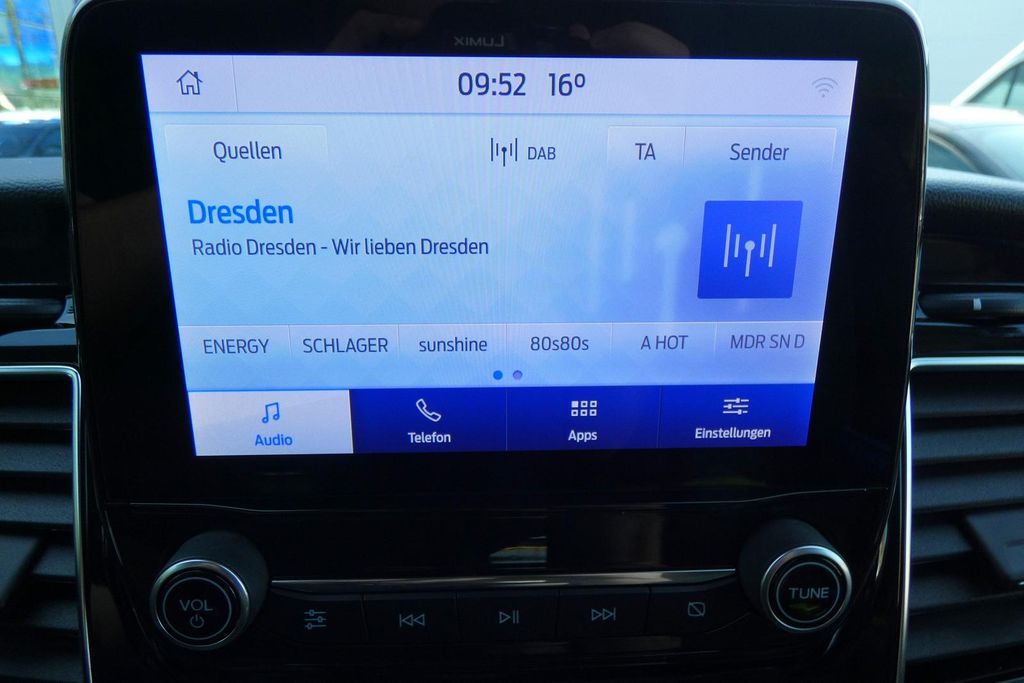 LUMIX
09:52 16º
Quellen DAB TA Sender
Dresden
Radio Dresden - Wir lieben Dresden
ENERGY SCHLAGER sunshine 80s80s A HOT MDR SN D
Audio Telefon Apps Einstellungen
VOL TUNE